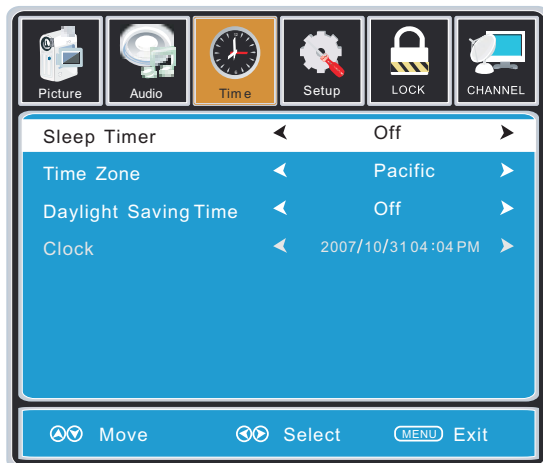 Picture Audio Time Setup LOCK CHANNEL
Sleep Timer Off
Time Zone Pacific
Daylight Saving Time Off
Clock 2007/10/31 04:04 PM
Move Select MENU Exit